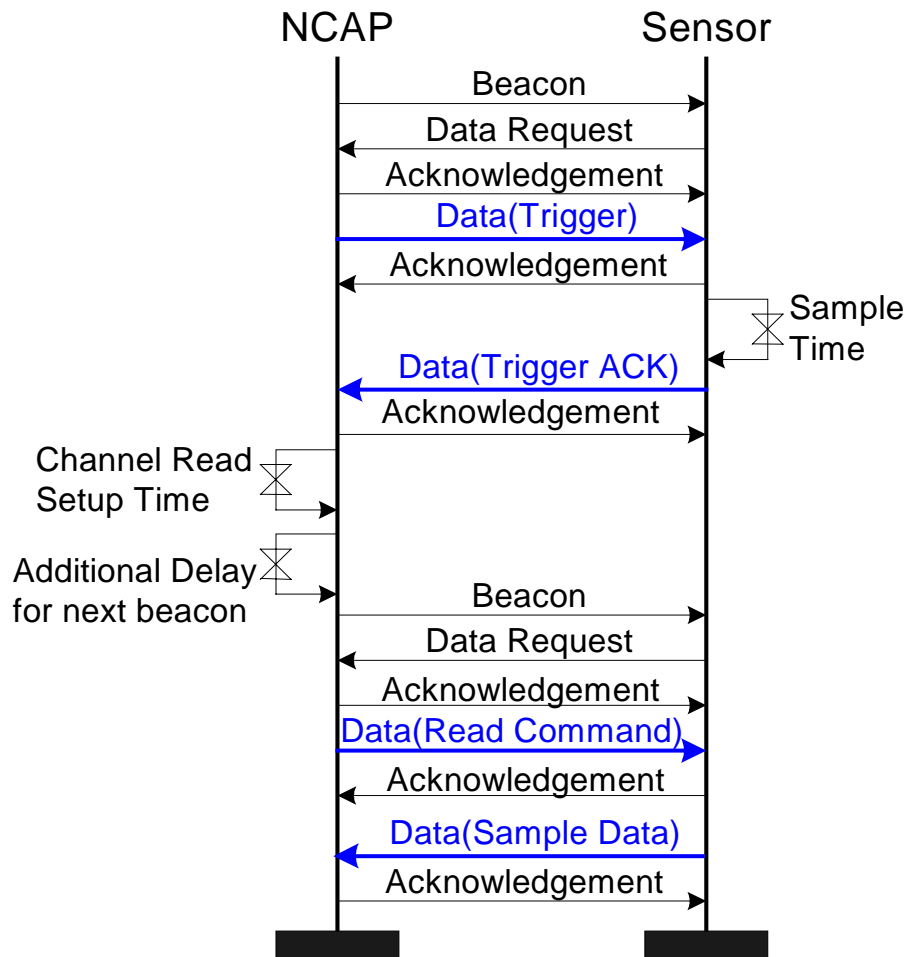 NCAP
Sensor
Beacon
Data Request
Acknowledgement
Data(Trigger)
Acknowledgement
Sample
Time
Data(Trigger ACK)
Acknowledgement
Channel Read
Setup Time
Additional Delay
for next beacon
Beacon
Data Request
Acknowledgement
Data(Read Command)
Acknowledgement
Data(Sample Data)
Acknowledgement